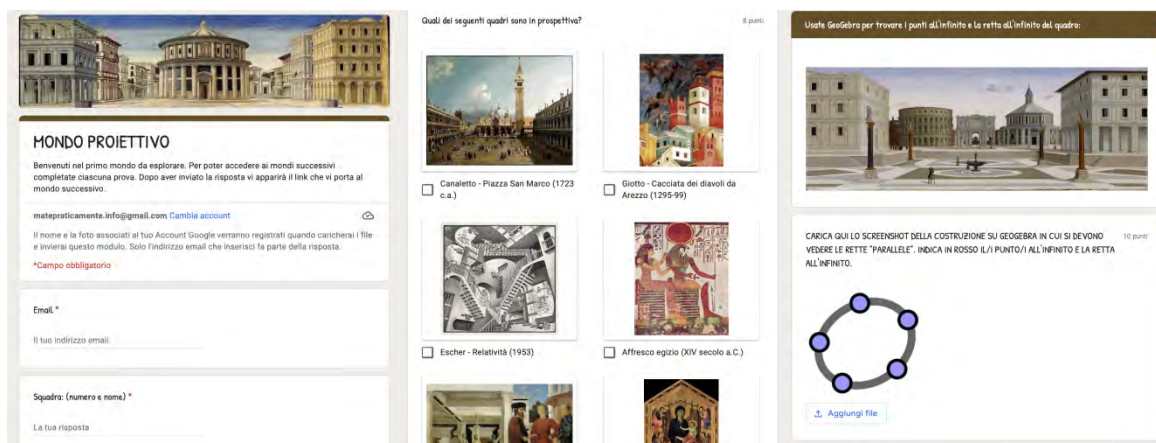 MONDO PROIETTIVO
Benvenuti nel primo mondo da esplorare. Per poter accedere ai mondi successivi
completate ciascuna prova. Dopo aver inviato la risposta vi apparirà il link che vi porta al
mondo successivo.
matepraticamente.info@gmail.com Cambia account
Il nome e la foto associati al tuo Account Google verranno registrati quando caricherai i file
e invierai questo modulo. Solo l'indirizzo email che inserisci fa parte della risposta.
*Campo obbligatorio
Email *
Il tuo indirizzo email
Squadra: (numero e nome) *
La tua risposta
Quali dei seguenti quadri sono in prospettiva?
8 punti
Canaletto - Piazza San Marco (1723
c.a.)
Giotto - Cacciata dei diavoli da
Arezzo (1295-99)
Escher - Relatività (1953)
Affresco egizio (XIV secolo a.C.)
Usate GeoGebra per trovare i punti all'infinito e la retta all'infinito del quadro:
CARICA QUI LO SCREENSHOT DELLA COSTRUZIONE SU GEOGEBRA IN CUI SI DEVONO
10 punti
VEDERE LE RETTE "PARALLELE". INDICA IN ROSSO IL/I PUNTO/I ALL'INFINITO E LA RETTA
ALL'INFINITO.
Aggiungi file